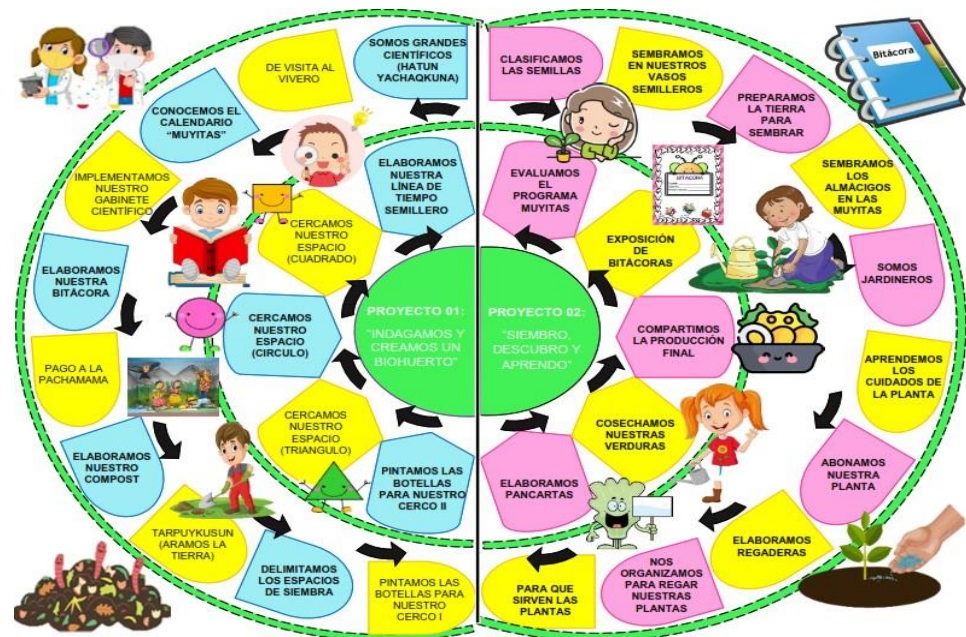 SOMOS GRANDES
CIENTÍFICOS
(HATUN
YACHAQKUNA)
DE VISITA AL
VIVERO
CONOCEMOS EL
CALENDARIO
“MUYITAS”
IMPLEMENTAMOS
NUESTRO
GABINETE
CIENTÍFICO
ELABORAMOS
NUESTRA
BITÁCORA
PAGO A LA
PACHAMAMA
ELABORAMOS
NUESTRO
COMPOST
TARPUYKUSUN
(ARAMOS LA
TIERRA)
DELIMITAMOS
LOS ESPACIOS
DE SIEMBRA
PINTAMOS LAS
BOTELLAS PARA
NUESTRO
CERCO I
PINTAMOS LAS
BOTELLAS
PARA NUESTRO
CERCO II
CERCAMOS
NUESTRO
ESPACIO
(TRIANGULO)
CERCAMOS
NUESTRO
ESPACIO
(CIRCULO)
CERCAMOS
NUESTRO
ESPACIO
(CUADRADO)
ELABORAMOS
NUESTRA
LÍNEA DE
TIEMPO
SEMILLERO
PROYECTO 01:
“INDAGAMOS Y
CREAMOS UN
BIOHUERTO”
PROYECTO 02:
“SIEMBRO,
DESCUBRO Y
APRENDO”
CLASIFICAMOS
LAS SEMILLAS
SEMBRAMOS
EN NUESTROS
VASOS
SEMILLEROS
PREPARAMOS
LA TIERRA
PARA
SEMBRAR
SEMBRAMOS
LOS
ALMÁCIGOS
EN LAS
MUYITAS
SOMOS
JARDINEROS
APRENDEMOS
LOS
CUIDADOS DE
LA PLANTA
ABONAMOS
NUESTRA
PLANTA
ELABORAMOS
REGADERAS
NOS
ORGANIZAMOS
PARA REGAR
NUESTRAS
PLANTAS
PARA QUE
SIRVEN LAS
PLANTAS
ELABORAMOS
PANCARTAS
COSECHAMOS
NUESTRAS
VERDURAS
COMPARTIMOS
LA PRODUCCIÓN
FINAL
EXPOSICIÓN
DE
BITÁCORAS
EVALUAMOS
EL
PROGRAMA
MUYITAS
Bitácora
BITACORA